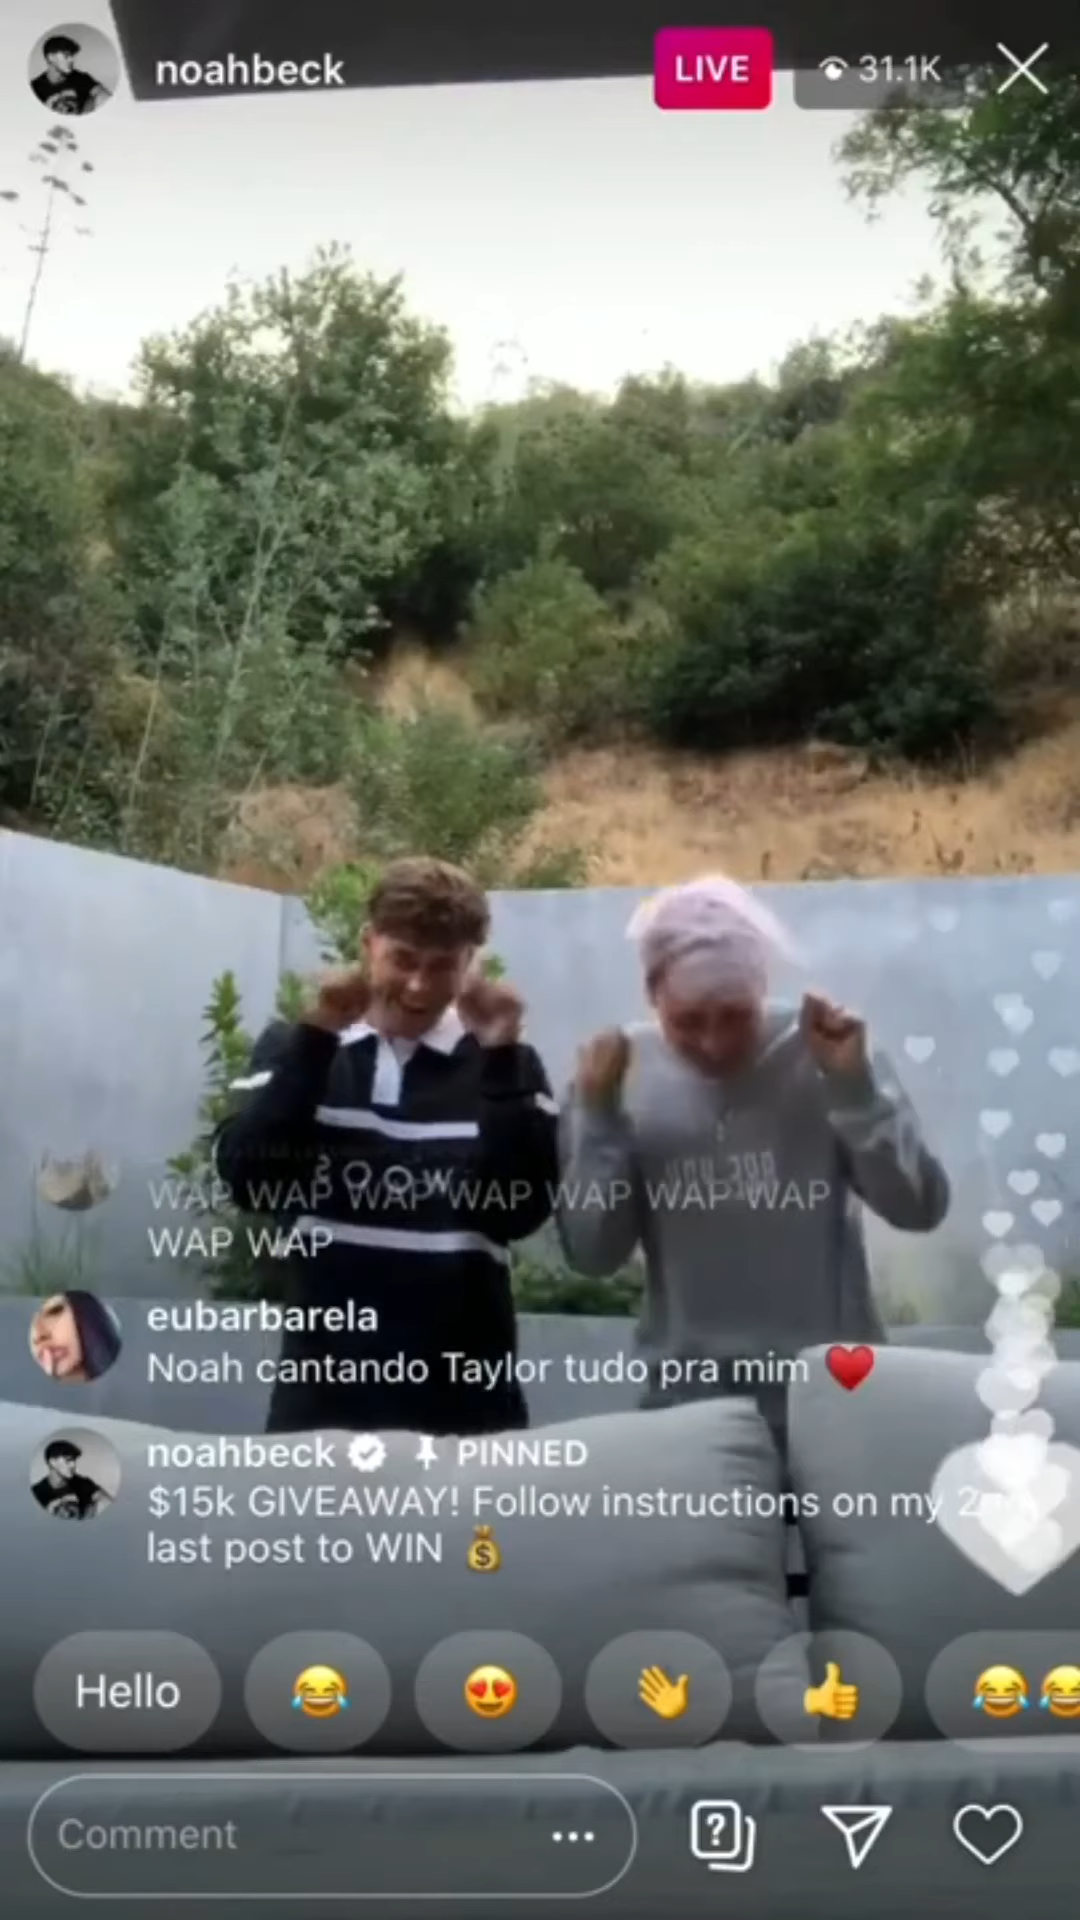 noahbeck
LIVE
31.1K
WAP WAP WAP WAP WAP WAP WAP
WAP WAP
eubarbarela
Noah cantando Taylor tudo pra mim ❤️
noahbeck PINNED
$15k GIVEAWAY! Follow instructions on my
last post to WIN 💰
Hello 😂 😍 👋 👍 😂😂
Comment ...